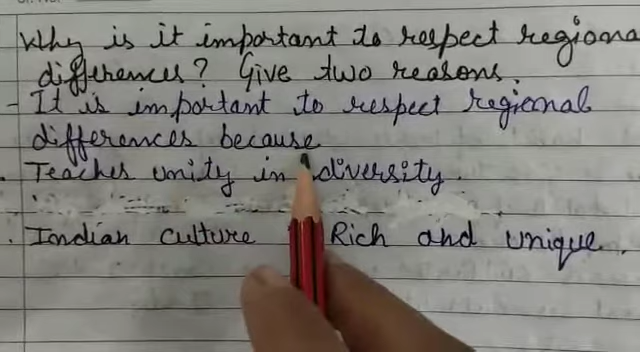 Why is it important to respect regiona
differences? Give two reasons.
- It is important to respect regional
differences because
. Teaches unity in diversity.
. Indian culture Rich and unique.